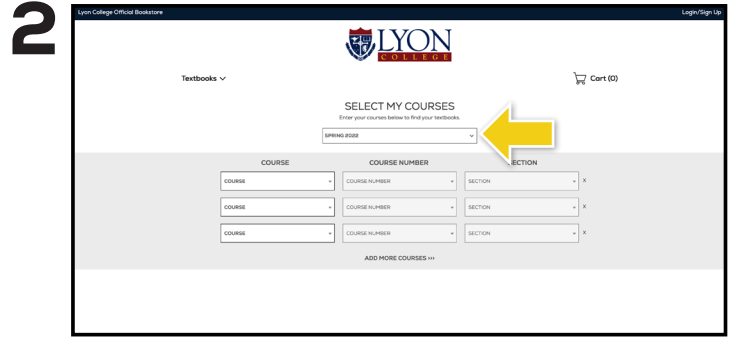 2
Lyon College Official Bookstore
Login/Sign Up
LYON
COLLEGE
Textbooks
Cart (0)
SELECT MY COURSES
Enter your courses below to find your textbooks.
SPRING 2022
COURSE COURSE NUMBER SECTION
COURSE COURSE NUMBER SECTION X
COURSE COURSE NUMBER SECTION X
COURSE COURSE NUMBER SECTION X
ADD MORE COURSES >>>